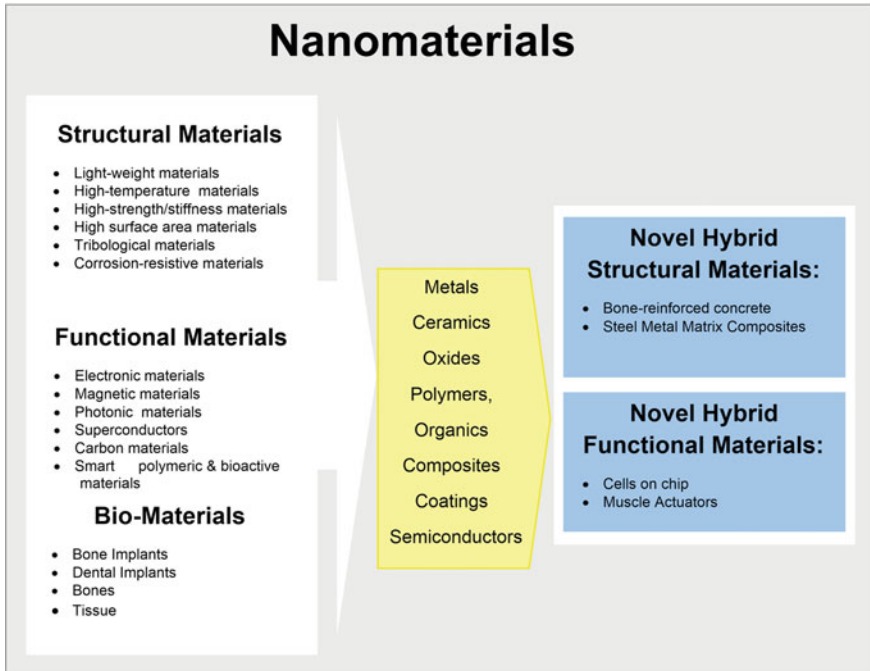 Nanomaterials
Structural Materials
• Light-weight materials
• High-temperature materials
• High-strength/stiffness materials
• High surface area materials
• Tribological materials
• Corrosion-resistive materials
Functional Materials
• Electronic materials
• Magnetic materials
• Photonic materials
• Superconductors
• Carbon materials
• Smart polymeric & bioactive
materials
Bio-Materials
• Bone Implants
• Dental Implants
• Bones
• Tissue
Metals
Ceramics
Oxides
Polymers,
Organics
Composites
Coatings
Semiconductors
Novel Hybrid
Structural Materials:
• Bone-reinforced concrete
• Steel Metal Matrix Composites
Novel Hybrid
Functional Materials:
• Cells on chip
• Muscle Actuators